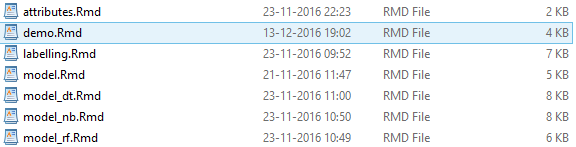 attributes.Rmd 23-11-2016 22:23 RMD File 2 KB
demo.Rmd 13-12-2016 19:02 RMD File 4 KB
labelling.Rmd 23-11-2016 09:52 RMD File 7 KB
model.Rmd 21-11-2016 11:47 RMD File 5 KB
model_dt.Rmd 23-11-2016 11:00 RMD File 8 KB
model_nb.Rmd 23-11-2016 10:50 RMD File 8 KB
model_rf.Rmd 23-11-2016 10:49 RMD File 6 KB